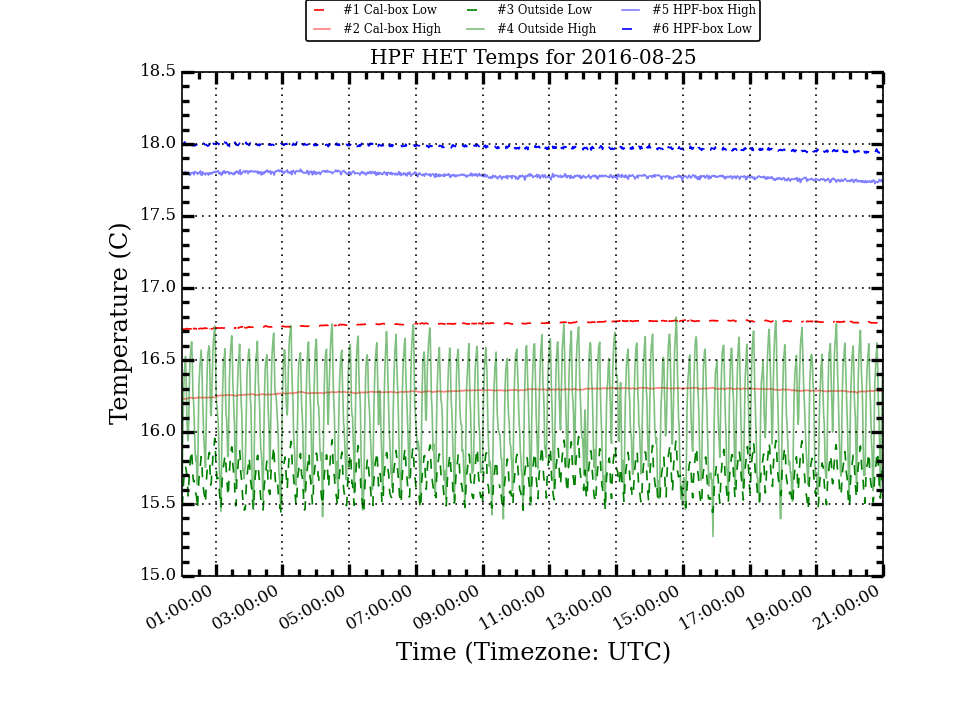 #1 Cal-box Low #3 Outside Low #5 HPF-box High
#2 Cal-box High #4 Outside High #6 HPF-box Low
HPF HET Temps for 2016-08-25
18.5
18.0
17.5
17.0
16.5
16.0
15.5
15.0
Temperature (C)
01:00:00 03:00:00 05:00:00 07:00:00 09:00:00 11:00:00 13:00:00 15:00:00 17:00:00 19:00:00 21:00:00
Time (Timezone: UTC)